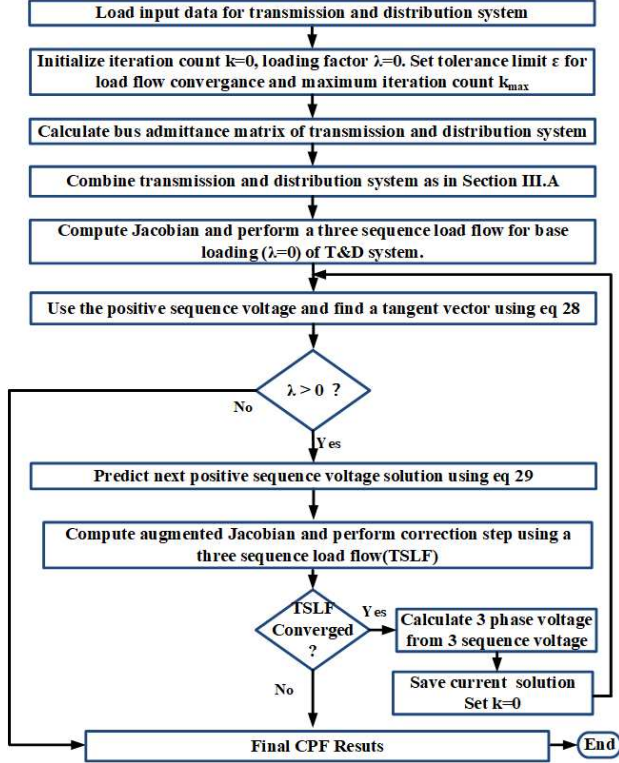 Load input data for transmission and distribution system
Initialize iteration count k=0, loading factor λ=0. Set tolerance limit ε for
load flow convergance and maximum iteration count kmax
Calculate bus admittance matrix of transmission and distribution system
Combine transmission and distribution system as in Section III.A
Compute Jacobian and perform a three sequence load flow for base
loading (λ=0) of T&D system.
Use the positive sequence voltage and find a tangent vector using eq 28
λ > 0 ?
No
Yes
Predict next positive sequence voltage solution using eq 29
Compute augmented Jacobian and perform correction step using a
three sequence load flow(TSLF)
TSLF
Converged
?
Yes
Calculate 3 phase voltage
from 3 sequence voltage
Save current solution
Set k=0
No
Final CPF Resuts
End